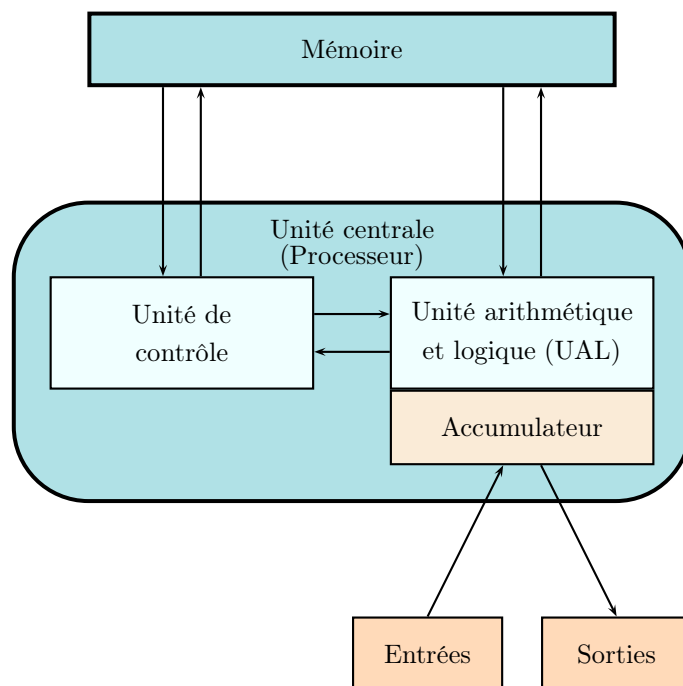 Mémoire
Unité centrale
(Processeur)
Unité de
contrôle
Unité arithmétique
et logique (UAL)
Accumulateur
Entrées
Sorties